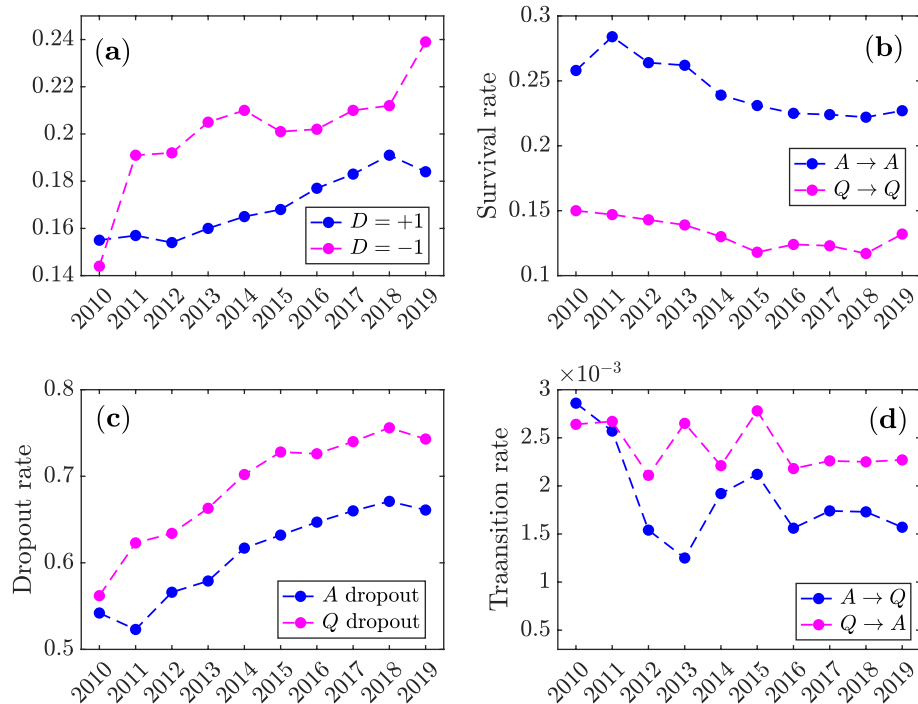 (a)
0.24
0.22
0.2
0.18
0.16
0.14
D = +1
D = −1
2010 2011 2012 2013 2014 2015 2016 2017 2018 2019
(b)
Survival rate
0.3
0.25
0.2
0.15
0.1
A → A
Q → Q
2010 2011 2012 2013 2014 2015 2016 2017 2018 2019
(c)
Dropout rate
0.8
0.7
0.6
0.5
A dropout
Q dropout
2010 2011 2012 2013 2014 2015 2016 2017 2018 2019
×10⁻³
(d)
Traansition rate
3
2.5
2
1.5
1
0.5
A → Q
Q → A
2010 2011 2012 2013 2014 2015 2016 2017 2018 2019